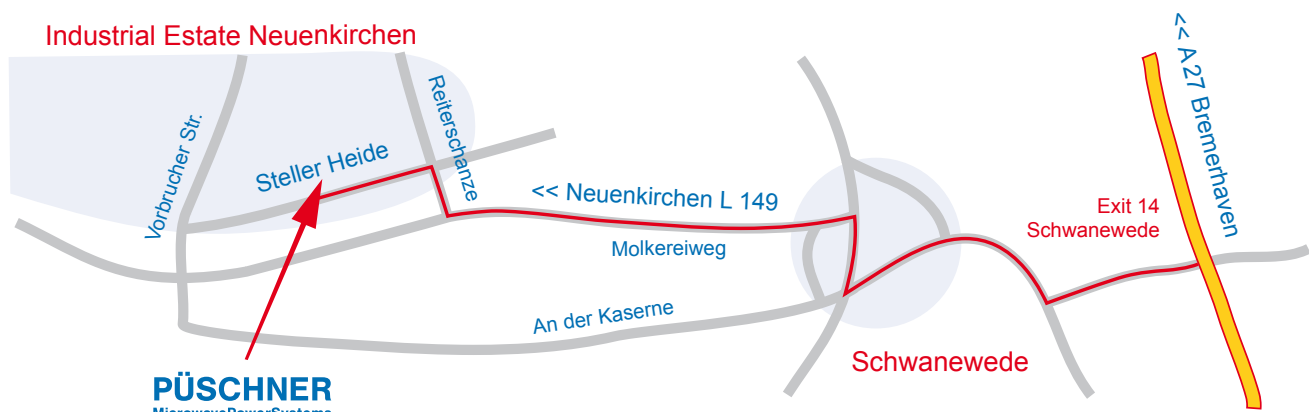 Industrial Estate Neuenkirchen
<< A27 Bremerhaven
Reiterschanze
Vorbrucher Str.
Steller Heide
<< Neuenkirchen L 149
Exit 14
Schwanewede
Molkereiweg
An der Kaserne
Schwanewede
PÜSCHNER
MicrowavePowerSystems